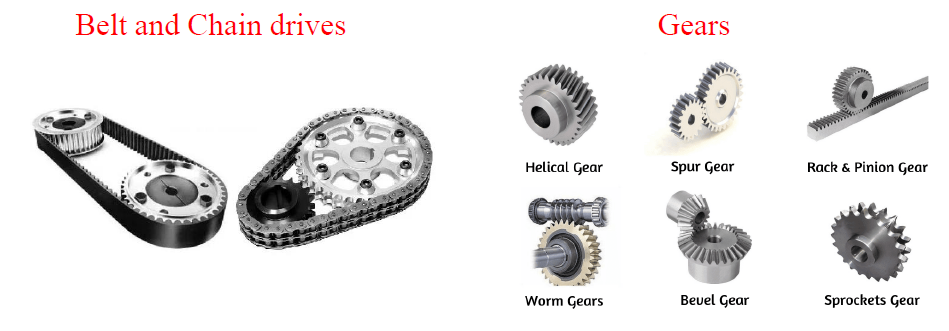 Belt and Chain drives
Gears
Helical Gear
Spur Gear
Rack & Pinion Gear
Worm Gears
Bevel Gear
Sprockets Gear